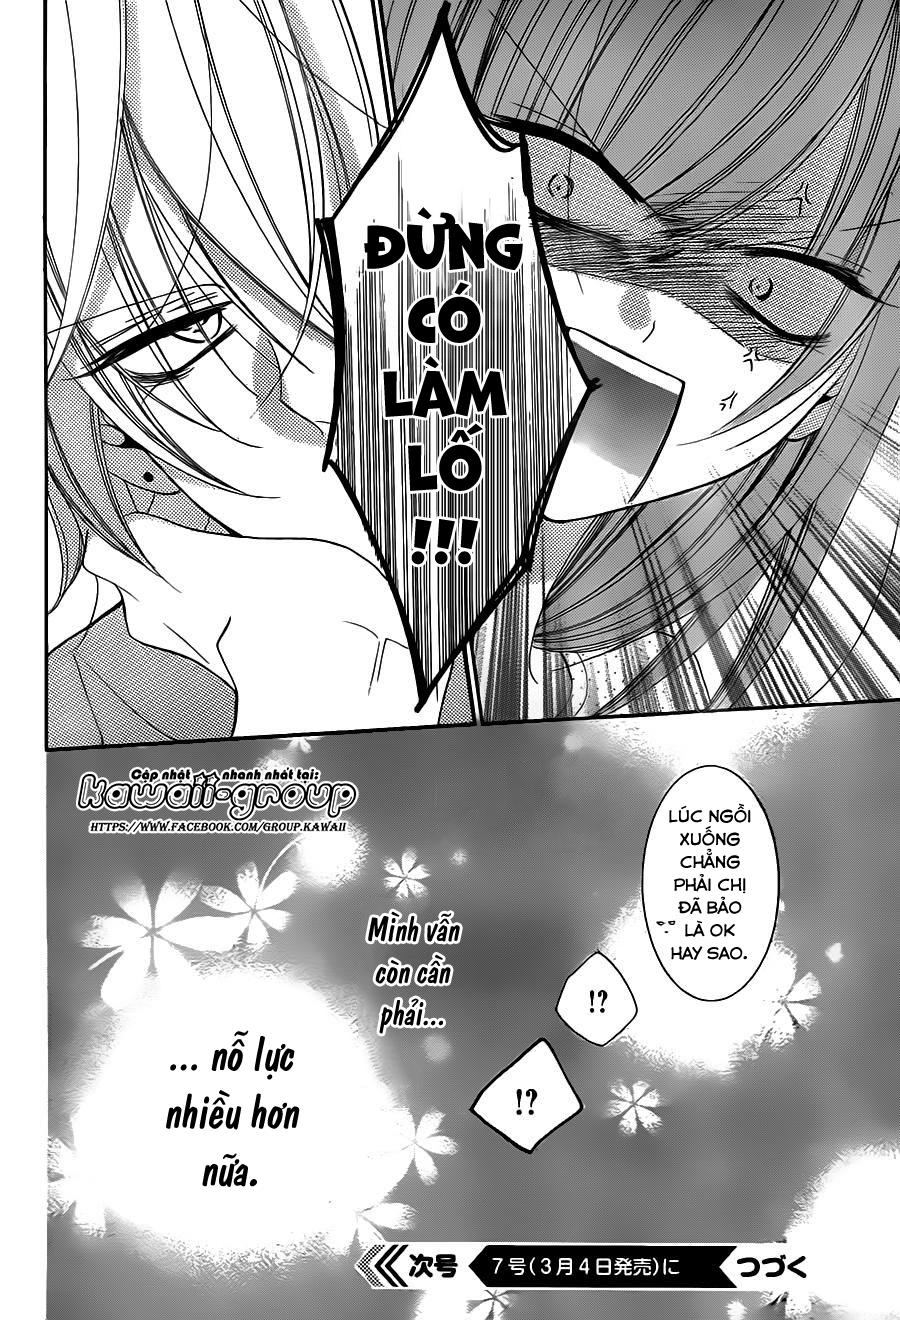 ĐỪNG
CÓ
LÀM
LỐ
!!!
Cập nhật nhanh nhất tại:
kawaii-group
HTTPS://WWW.FACEBOOK.COM/GROUP.KAWAII
LÚC NGỒI
XUỐNG
CHẲNG
PHẢI CHỊ
ĐÃ BẢO
LÀ OK
HAY SAO.
!?
!?
Mình vẫn
còn cần
phải...
... nỗ lực
nhiều hơn
nữa.
次号 7号(3月4日発売)に つづく